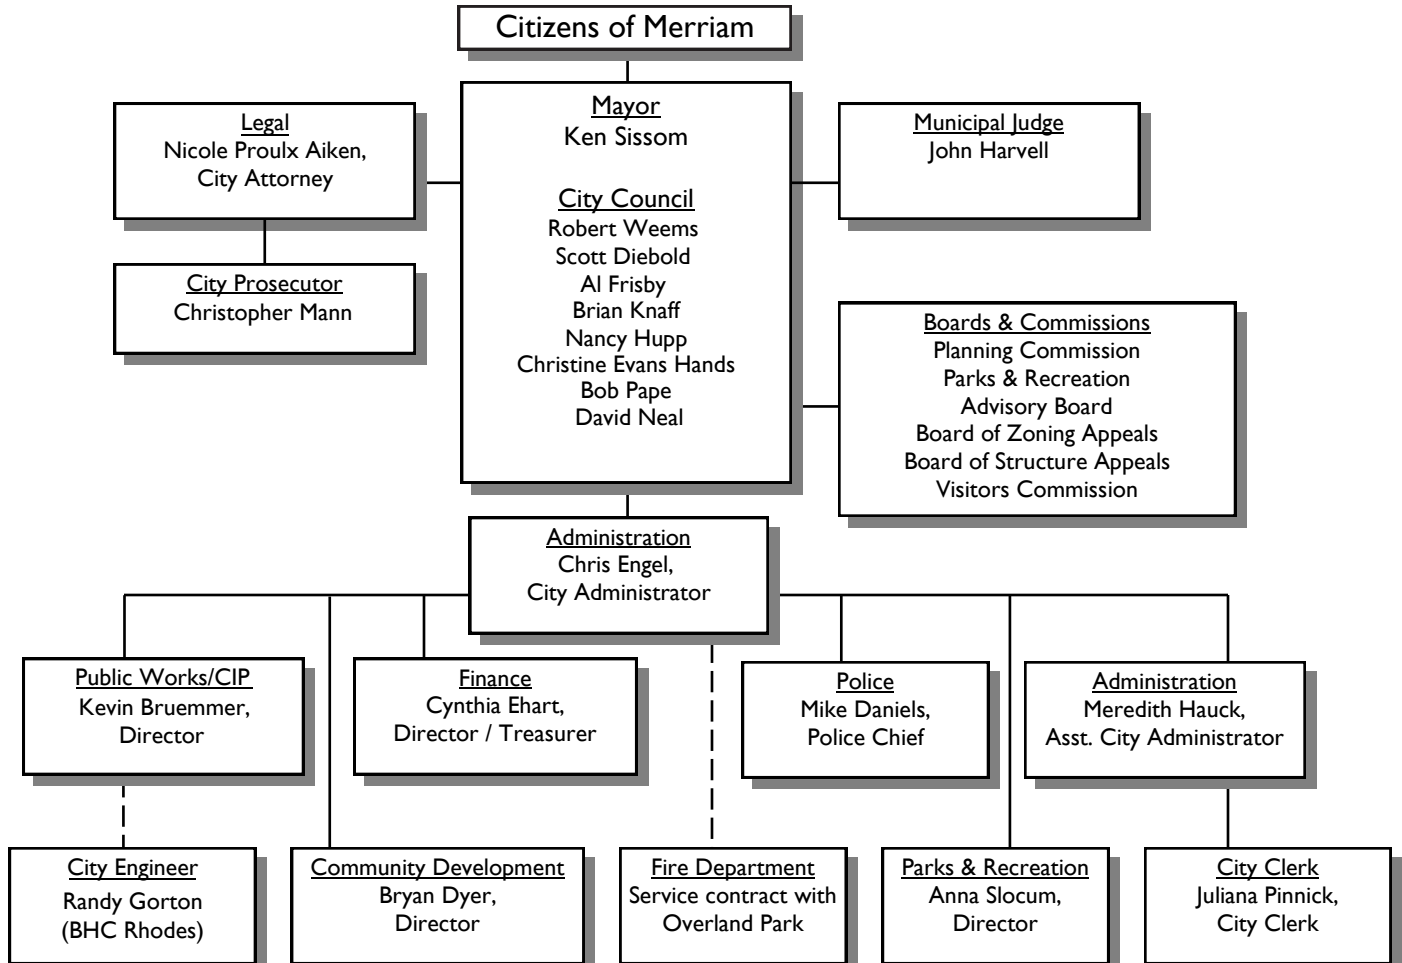 Citizens of Merriam
Legal
Nicole Proulx Aiken,
City Attorney
Mayor
Ken Sissom
City Council
Robert Weems
Scott Diebold
Al Frisby
Brian Knaff
Nancy Hupp
Christine Evans Hands
Bob Pape
David Neal
Municipal Judge
John Harvell
City Prosecutor
Christopher Mann
Boards & Commissions
Planning Commission
Parks & Recreation
Advisory Board
Board of Zoning Appeals
Board of Structure Appeals
Visitors Commission
Administration
Chris Engel,
City Administrator
Public Works/CIP
Kevin Bruemmer,
Director
Finance
Cynthia Ehart,
Director / Treasurer
Police
Mike Daniels,
Police Chief
Administration
Meredith Hauck,
Asst. City Administrator
City Engineer
Randy Gorton
(BHC Rhodes)
Community Development
Bryan Dyer,
Director
Fire Department
Service contract with
Overland Park
Parks & Recreation
Anna Slocum,
Director
City Clerk
Juliana Pinnick,
City Clerk